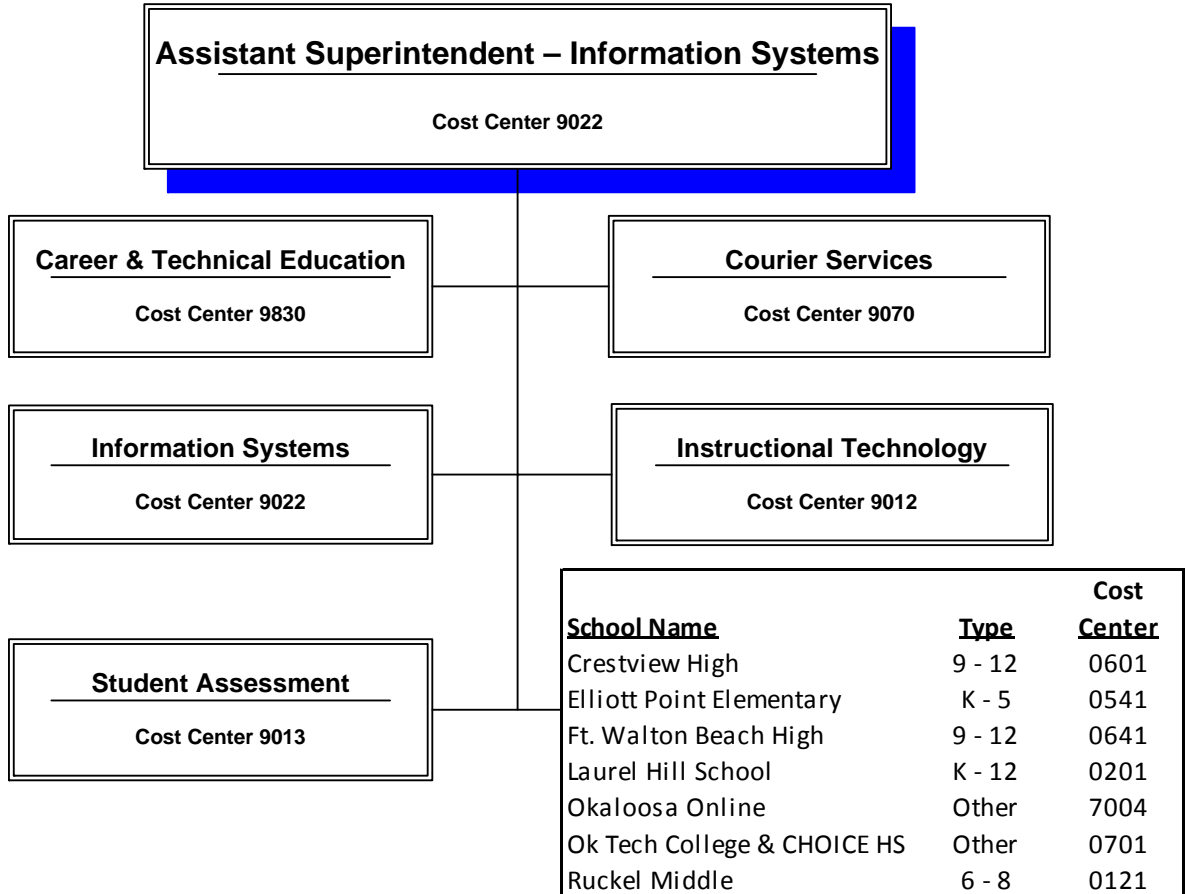 Assistant Superintendent – Information Systems
Cost Center 9022
Career & Technical Education
Cost Center 9830
Courier Services
Cost Center 9070
Information Systems
Cost Center 9022
Instructional Technology
Cost Center 9012
Student Assessment
Cost Center 9013
Cost
School Name Type Center
Crestview High 9 - 12 0601
Elliott Point Elementary K - 5 0541
Ft. Walton Beach High 9 - 12 0641
Laurel Hill School K - 12 0201
Okaloosa Online Other 7004
Ok Tech College & CHOICE HS Other 0701
Ruckel Middle 6 - 8 0121